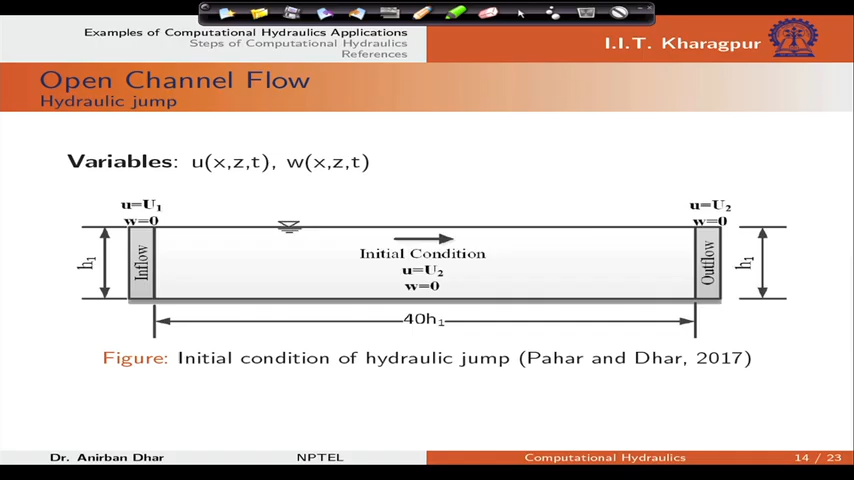 Examples of Computational Hydraulics Applications
Steps of Computational Hydraulics
References
I.I.T. Kharagpur
Open Channel Flow
Hydraulic jump
Variables: u(x,z,t), w(x,z,t)
u=U₁
w=0
u=U₂
w=0
h₁
Inflow
Initial Condition
u=U₂
w=0
Outflow
h₁
40h₁
Figure: Initial condition of hydraulic jump (Pahar and Dhar, 2017)
Dr. Anirban Dhar
NPTEL
Computational Hydraulics
14 / 23